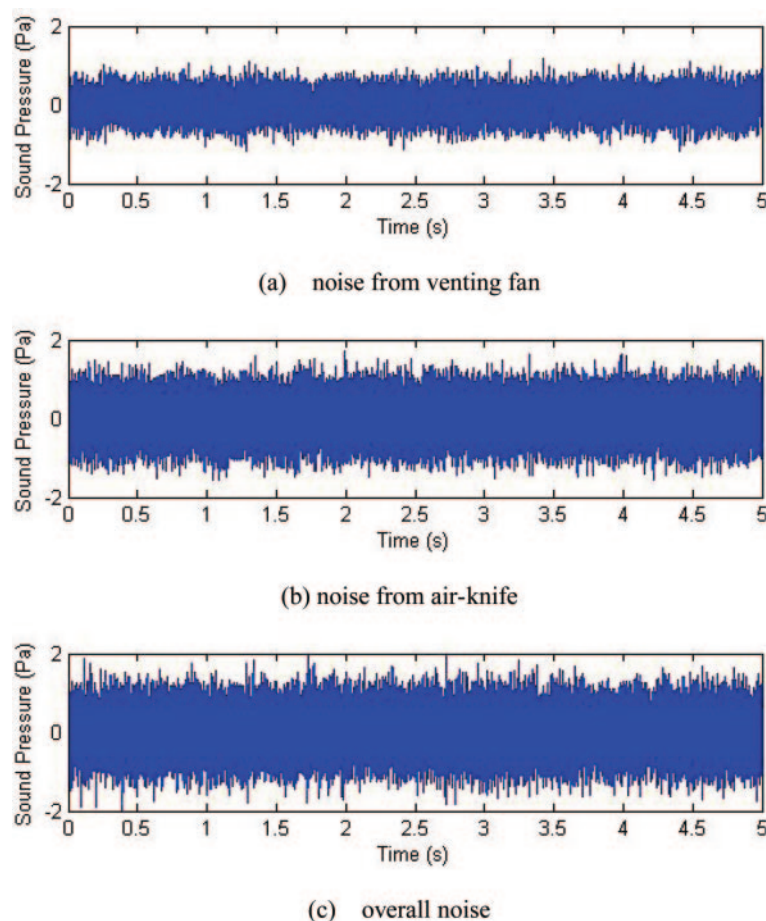 2
0
-2
Sound Pressure (Pa)
0 0.5 1 1.5 2 2.5 3 3.5 4 4.5 5
Time (s)
(a) noise from venting fan
2
0
-2
Sound Pressure (Pa)
0 0.5 1 1.5 2 2.5 3 3.5 4 4.5 5
Time (s)
(b) noise from air-knife
2
0
-2
Sound Pressure (Pa)
0 0.5 1 1.5 2 2.5 3 3.5 4 4.5 5
Time (s)
(c) overall noise